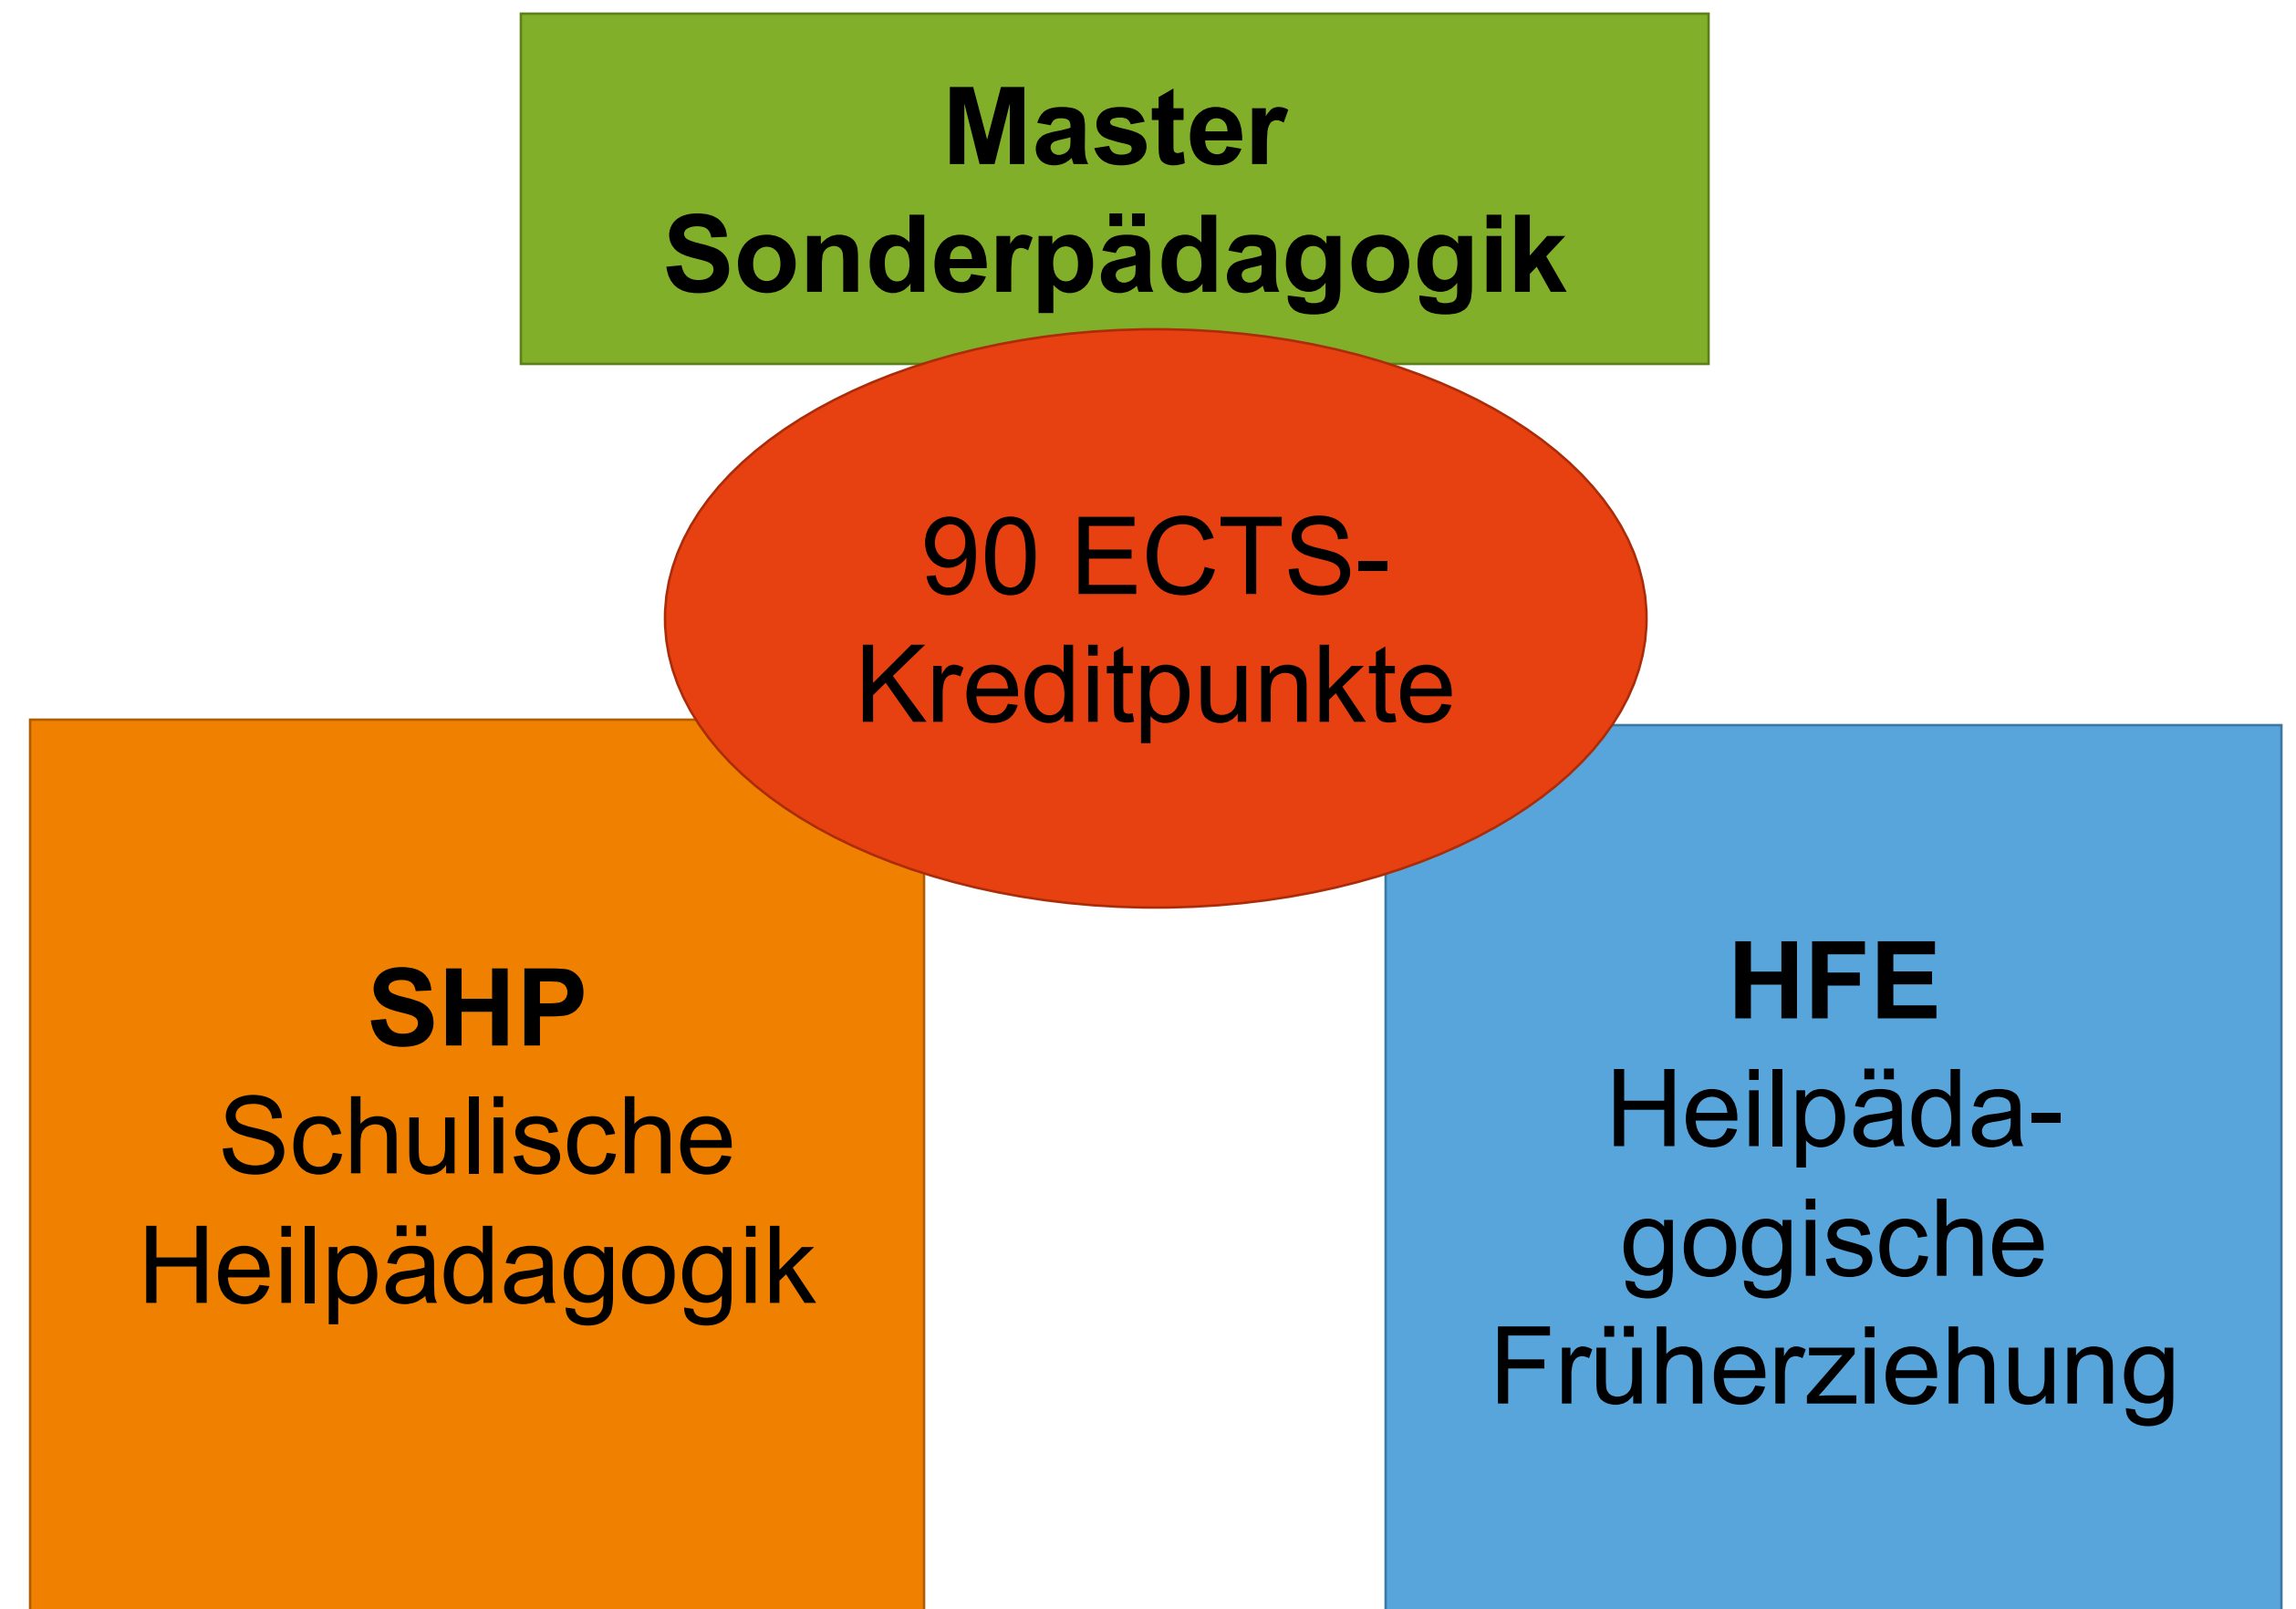 Master
Sonderpädagogik
90 ECTS-
Kreditpunkte
SHP
Schulische
Heilpädagogik
HFE
Heilpäda-
gogische
Früherziehung